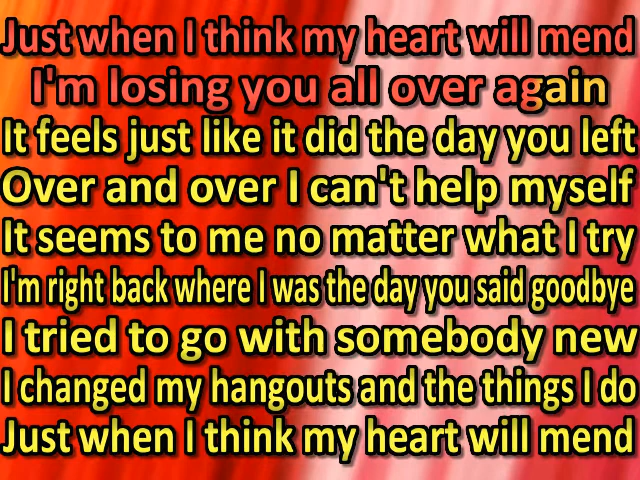 Just when I think my heart will mend
I'm losing you all over again
It feels just like it did the day you left
Over and over I can't help myself
It seems to me no matter what I try
I'm right back where I was the day you said goodbye
I tried to go with somebody new
I changed my hangouts and the things I do
Just when I think my heart will mend